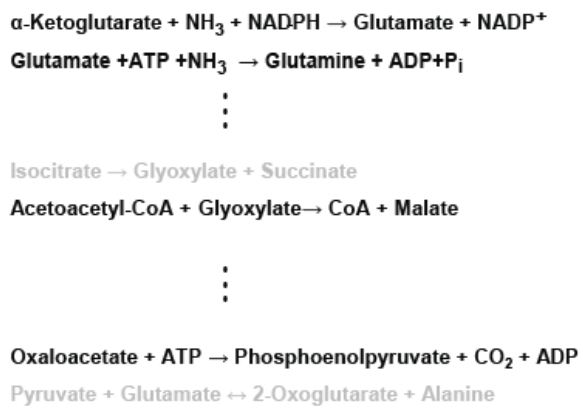 α-Ketoglutarate + NH₃ + NADPH → Glutamate + NADP⁺
Glutamate +ATP +NH₃ → Glutamine + ADP+Pᵢ
Isocitrate → Glyoxylate + Succinate
Acetoacetyl-CoA + Glyoxylate→ CoA + Malate
Oxaloacetate + ATP → Phosphoenolpyruvate + CO₂ + ADP
Pyruvate + Glutamate ↔ 2-Oxoglutarate + Alanine